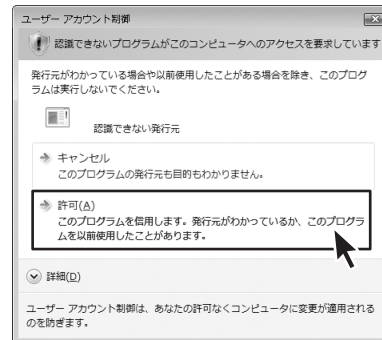 ユーザー アカウント制御
認識できないプログラムがこのコンピュータへのアクセスを要求しています
発行元がわかっている場合や以前使用したことがある場合を除き、このプログ
ラムは実行しないでください。
認識できない発行元
キャンセル
このプログラムの発行元も目的もわかりません。
許可(A)
このプログラムを信用します。発行元がわかっているか、このプログラ
ムを以前使用したことがあります。
詳細(D)
ユーザー アカウント制御は、あなたの許可なくコンピュータに変更が適用される
のを防ぎます。